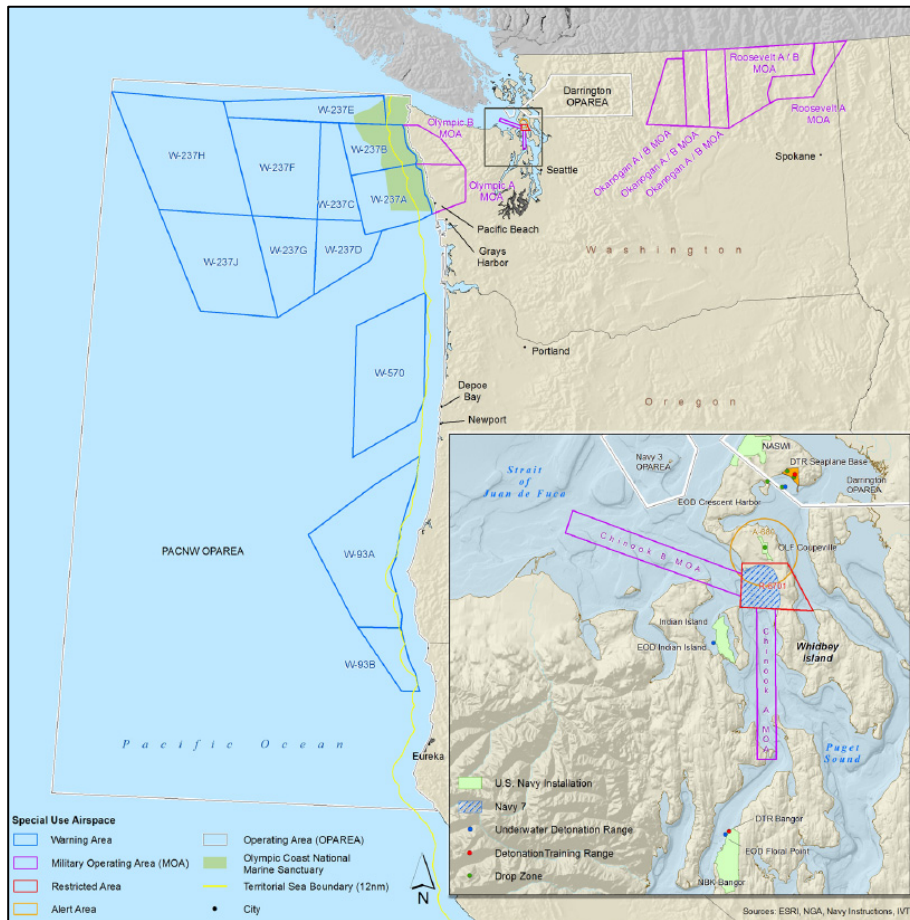 Darrington
OPAREA
Roosevelt A / B
MOA
Roosevelt A
MOA
Okanogan A / B MOA
Okanogan A / B MOA
Okanogan A / B MOA
Spokane
Olympic B
MOA
Olympic A
MOA
Seattle
W-237E
W-237B
W-237H
W-237F
W-237C
W-237A
W-237J
W-237G
W-237D
Pacific Beach
Grays
Harbor
Washington
W-570
Portland
Depoe
Bay
Newport
Oregon
PACNW OPAREA
W-93A
W-93B
Pacific Ocean
Eureka
NASWI
Navy 3
OPAREA
DTR Seaplane Base
Darrington
OPAREA
Strait
of
Juan de Fuca
EOD Crescent Harbor
OLF Coupeville
Chinook B MOA
Indian Island
EOD Indian Island
Whidbey
Island
Chinook A MOA
Puget
Sound
U.S. Navy Installation
Navy 7
Underwater Detonation Range
Detonation Training Range
Drop Zone
DTR Bangor
EOD Floral Point
NBK-Bangor
Special Use Airspace
Warning Area
Military Operating Area (MOA)
Restricted Area
Alert Area
Operating Area (OPAREA)
Olympic Coast National
Marine Sanctuary
Territorial Sea Boundary (12nm)
City
N
Sources: ESRI, NGA, Navy Instructions, IVT